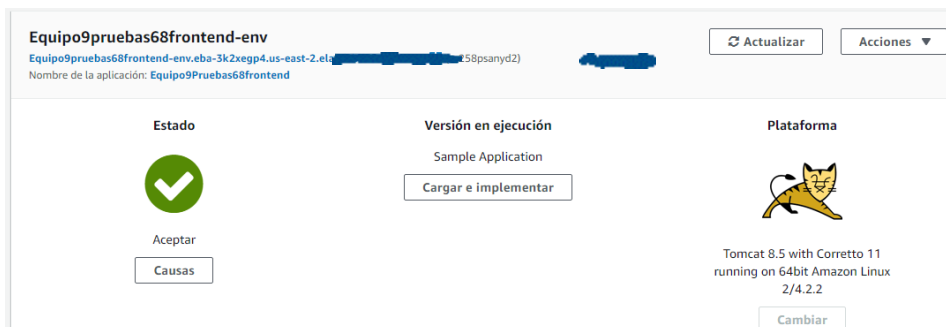 Equipo9pruebas68frontend-env
Actualizar
Acciones
Equipo9pruebas68frontend-env.eba-3k2xegp4.us-east-2.ela 258psanyd2)
Nombre de la aplicación: Equipo9Pruebas68frontend
Estado
Versión en ejecución
Plataforma
Sample Application
Cargar e implementar
Aceptar
Causas
Tomcat 8.5 with Corretto 11
running on 64bit Amazon Linux
2/4.2.2
Cambiar